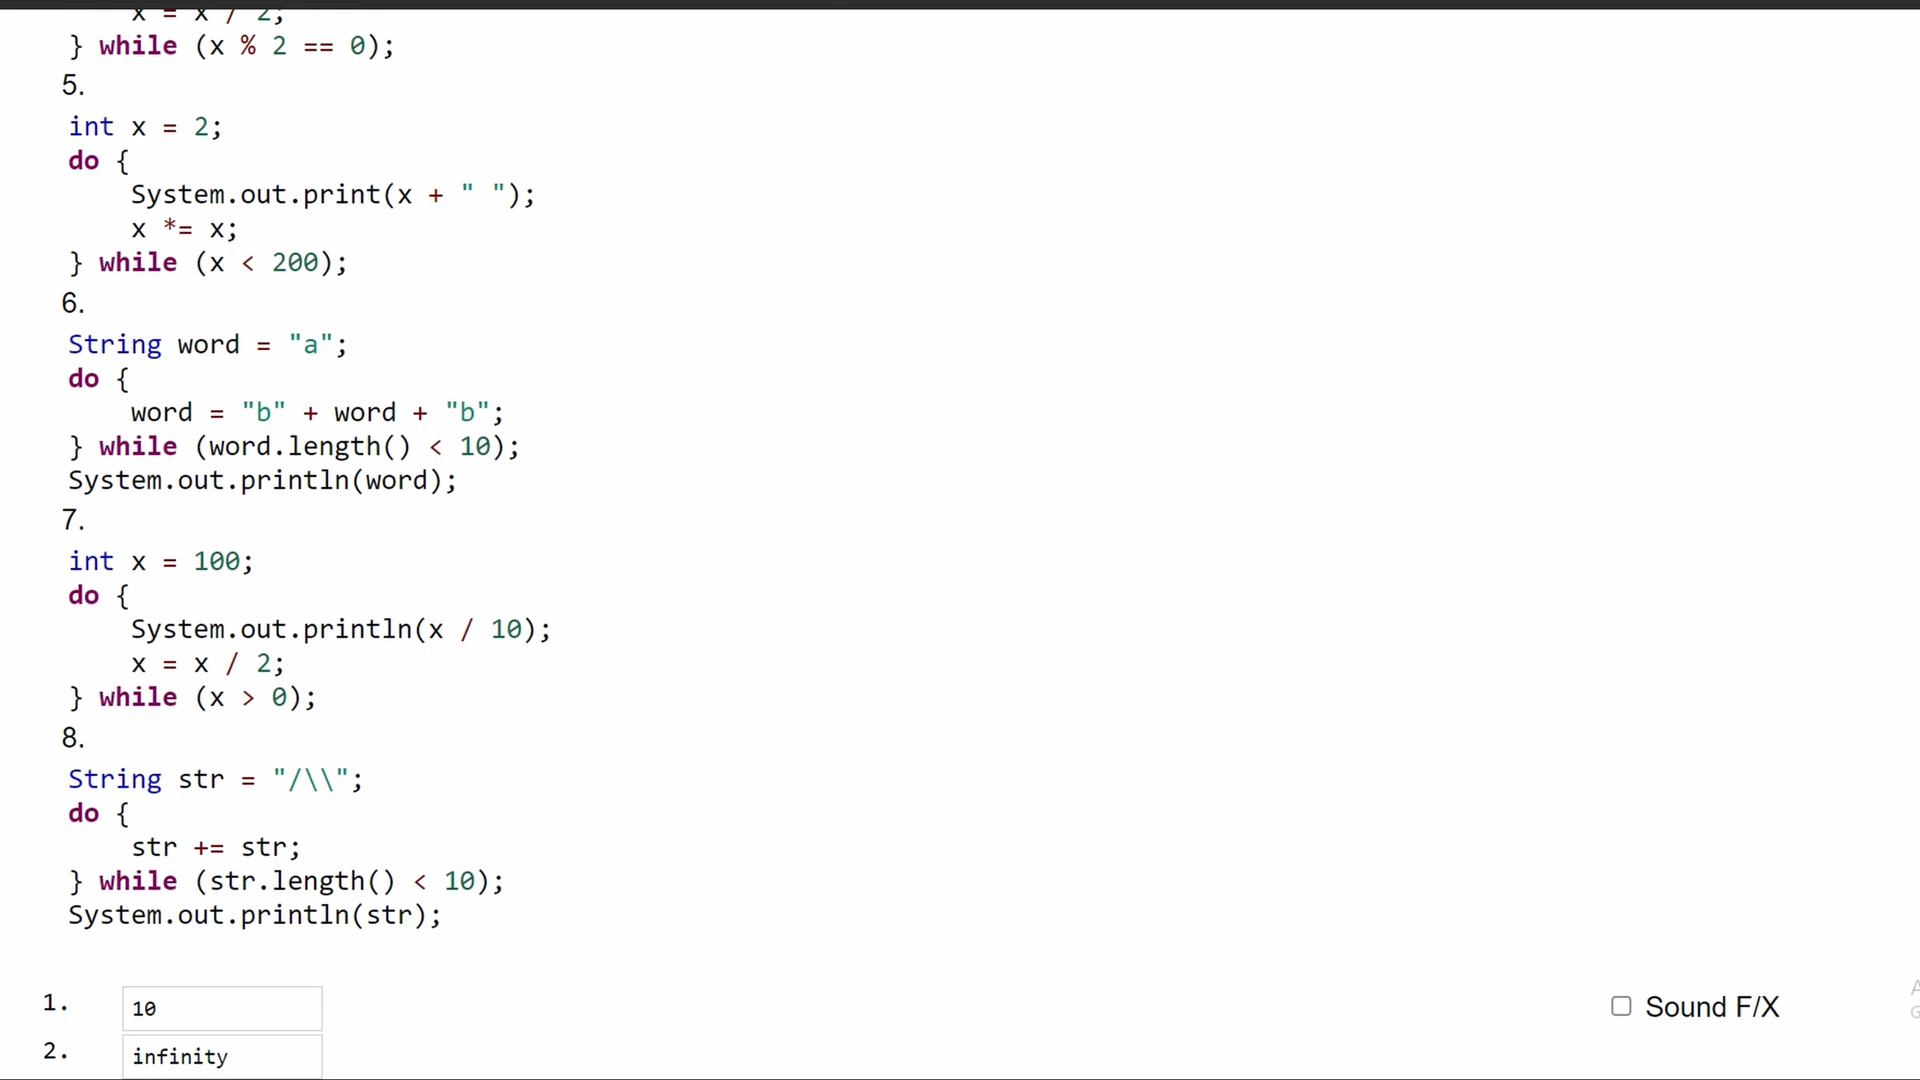 x = x / 2;
} while (x % 2 == 0);
5.
int x = 2;
do {
System.out.print(x + " ");
x *= x;
} while (x < 200);
6.
String word = "a";
do {
word = "b" + word + "b";
} while (word.length() < 10);
System.out.println(word);
7.
int x = 100;
do {
System.out.println(x / 10);
x = x / 2;
} while (x > 0);
8.
String str = "/\\";
do {
str += str;
} while (str.length() < 10);
System.out.println(str);
1. 10
Sound F/X
2. infinity